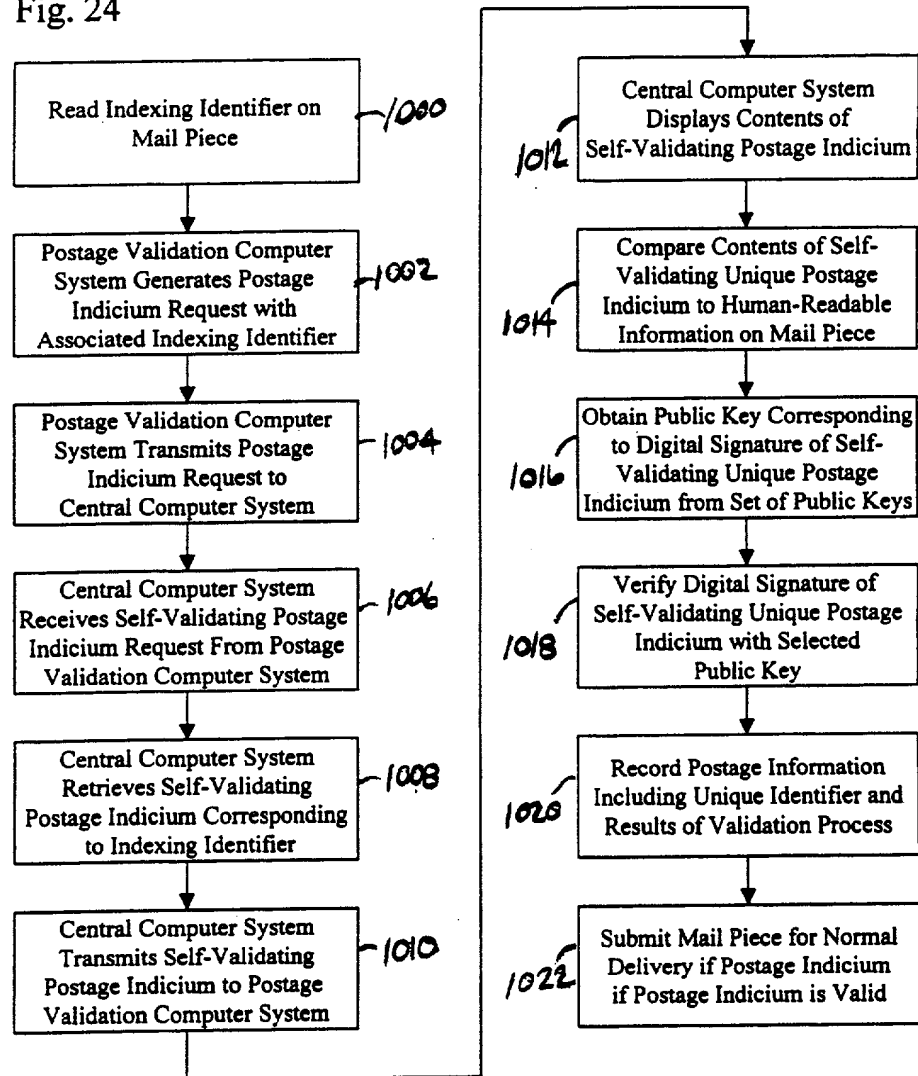 Fig. 24
Read Indexing Identifier on
Mail Piece
1000
Postage Validation Computer
System Generates Postage
Indicium Request with
Associated Indexing Identifier
1002
Postage Validation Computer
System Transmits Postage
Indicium Request to
Central Computer System
1004
Central Computer System
Receives Self-Validating Postage
Indicium Request From Postage
Validation Computer System
1006
Central Computer System
Retrieves Self-Validating
Postage Indicium Corresponding
to Indexing Identifier
1008
Central Computer System
Transmits Self-Validating
Postage Indicium to Postage
Validation Computer System
1010
Central Computer System
Displays Contents of
Self-Validating Postage Indicium
1012
Compare Contents of Self-
Validating Unique Postage
Indicium to Human-Readable
Information on Mail Piece
1014
Obtain Public Key Corresponding
to Digital Signature of Self-
Validating Unique Postage
Indicium from Set of Public Keys
1016
Verify Digital Signature of
Self-Validating Unique Postage
Indicium with Selected
Public Key
1018
Record Postage Information
Including Unique Identifier and
Results of Validation Process
1020
Submit Mail Piece for Normal
Delivery if Postage Indicium
if Postage Indicium is Valid
1022